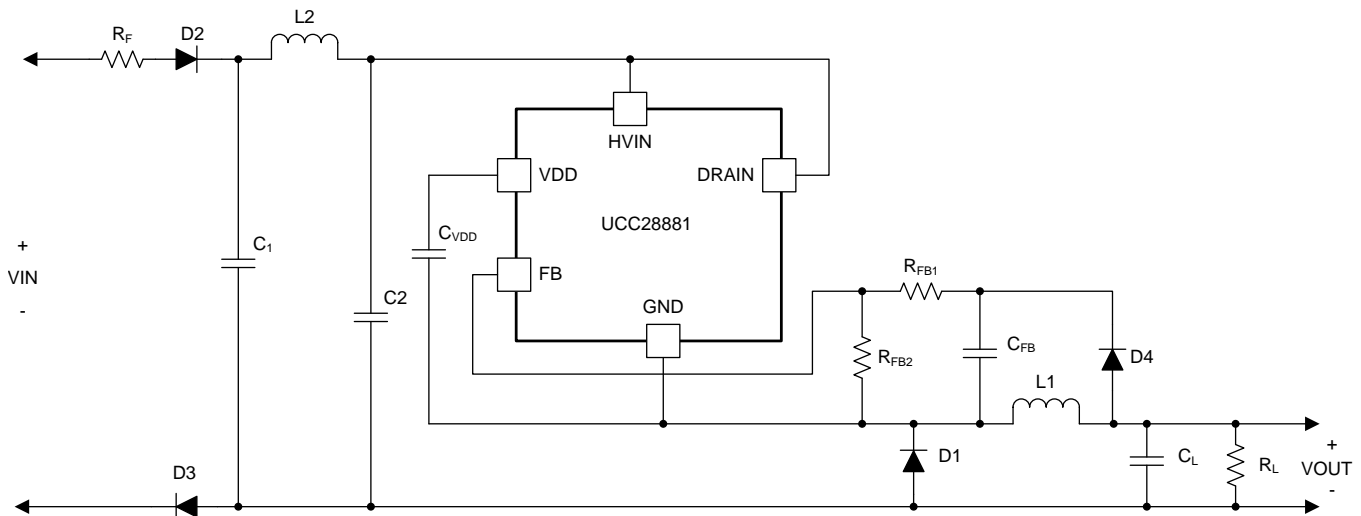 RF
D2
L2
HVIN
VDD
DRAIN
UCC28881
CVDD
C1
+
VIN
-
FB
C2
GND
RFB1
RFB2
CFB
D4
L1
D3
D1
CL
RL
+
VOUT
-